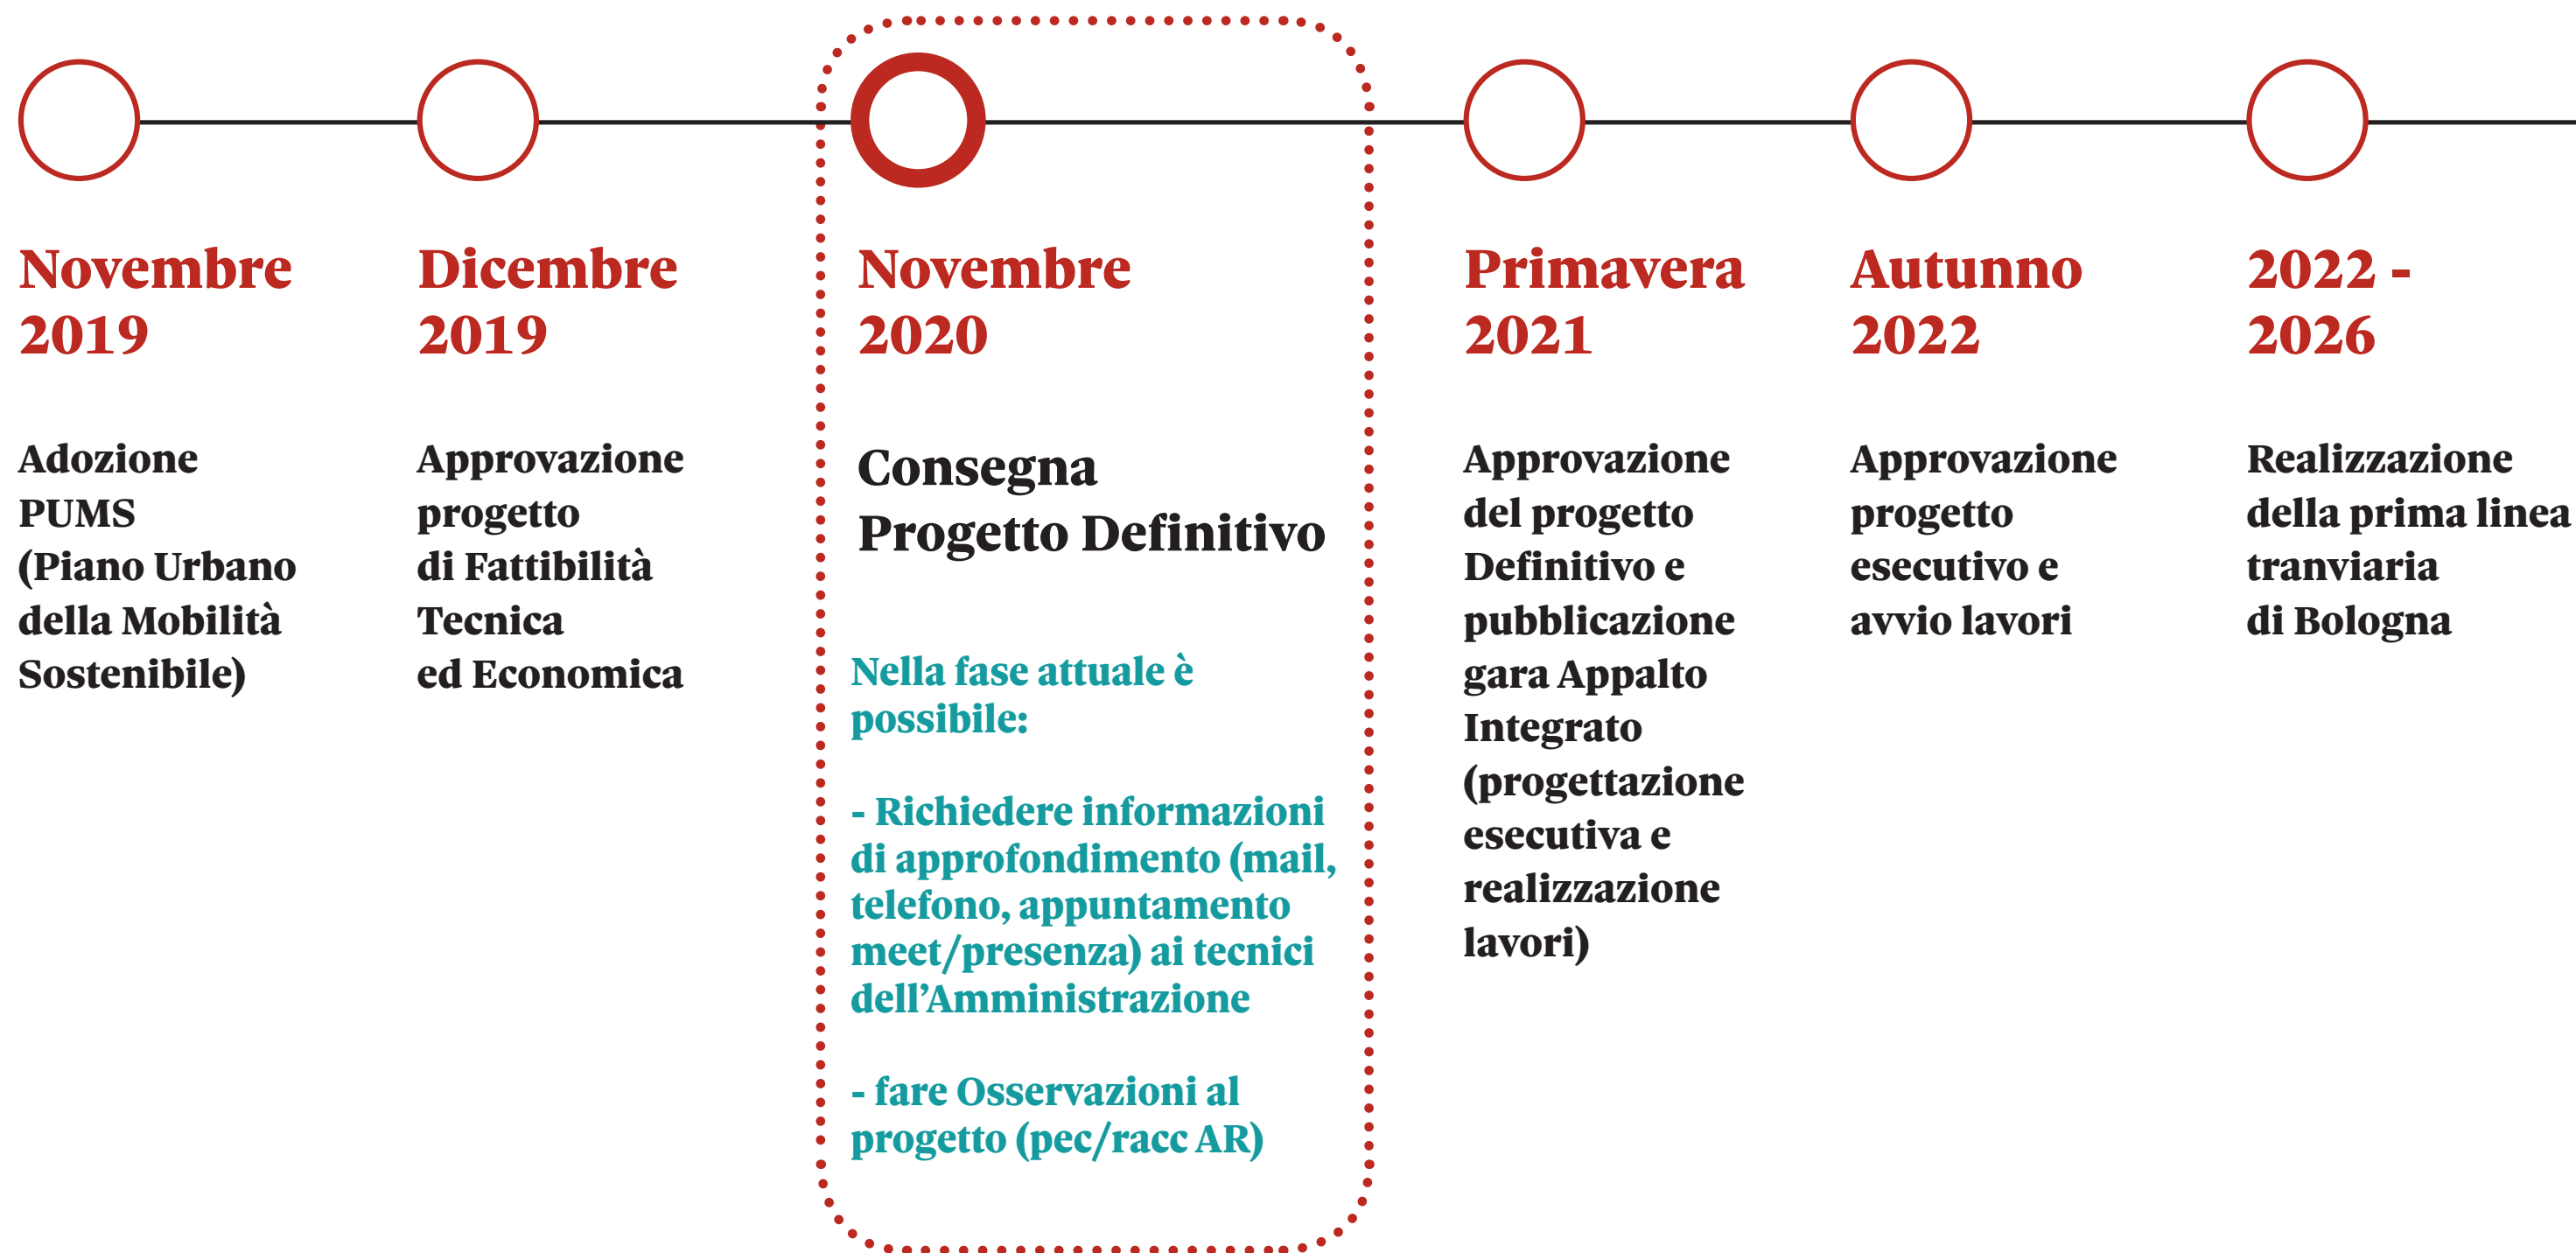 Novembre
2019
Adozione
PUMS
(Piano Urbano
della Mobilità
Sostenibile)
Dicembre
2019
Approvazione
progetto
di Fattibilità
Tecnica
ed Economica
Novembre
2020
Consegna
Progetto Definitivo
Nella fase attuale è
possibile:
- Richiedere informazioni
di approfondimento (mail,
telefono, appuntamento
meet/presenza) ai tecnici
dell’Amministrazione
- fare Osservazioni al
progetto (pec/racc AR)
Primavera
2021
Approvazione
del progetto
Definitivo e
pubblicazione
gara Appalto
Integrato
(progettazione
esecutiva e
realizzazione
lavori)
Autunno
2022
Approvazione
progetto
esecutivo e
avvio lavori
2022 -
2026
Realizzazione
della prima linea
tranviaria
di Bologna